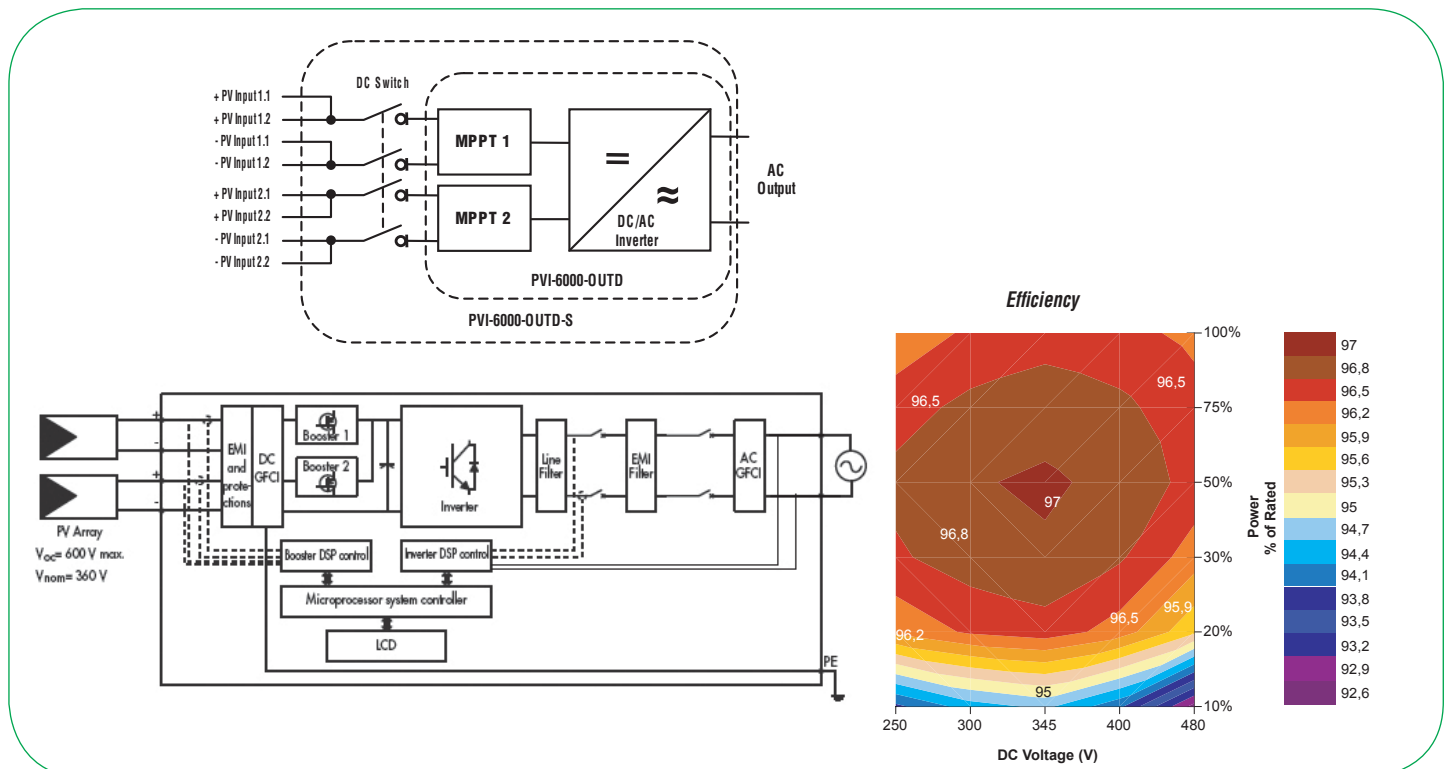 DC Switch
+ PV Input 1.1
+ PV Input 1.2
- PV Input 1.1
- PV Input 1.2
+ PV Input 2.1
+ PV Input 2.2
- PV Input 2.1
- PV Input 2.2
MPPT 1
MPPT 2
=
≈
DC/AC
Inverter
AC
Output
PVI-6000-OUTD
PVI-6000-OUTD-S
+
-
+
-
PV Array
Voc= 600 V max.
Vnom= 360 V
EMI
and
prote-
ctions
DC
GFCI
Booster 1
Booster 2
Inverter
Line
Filter
EMI
Filter
AC
GFCI
Booster DSP control
Inverter DSP control
Microprocessor system controller
LCD
PE
Efficiency
96,5
96,5
97
96,8
96,5
95,9
96,2
95
100%
75%
50%
30%
20%
10%
Power
% of Rated
250
300
345
400
480
DC Voltage (V)
97
96,8
96,5
96,2
95,9
95,6
95,3
95
94,7
94,4
94,1
93,8
93,5
93,2
92,9
92,6